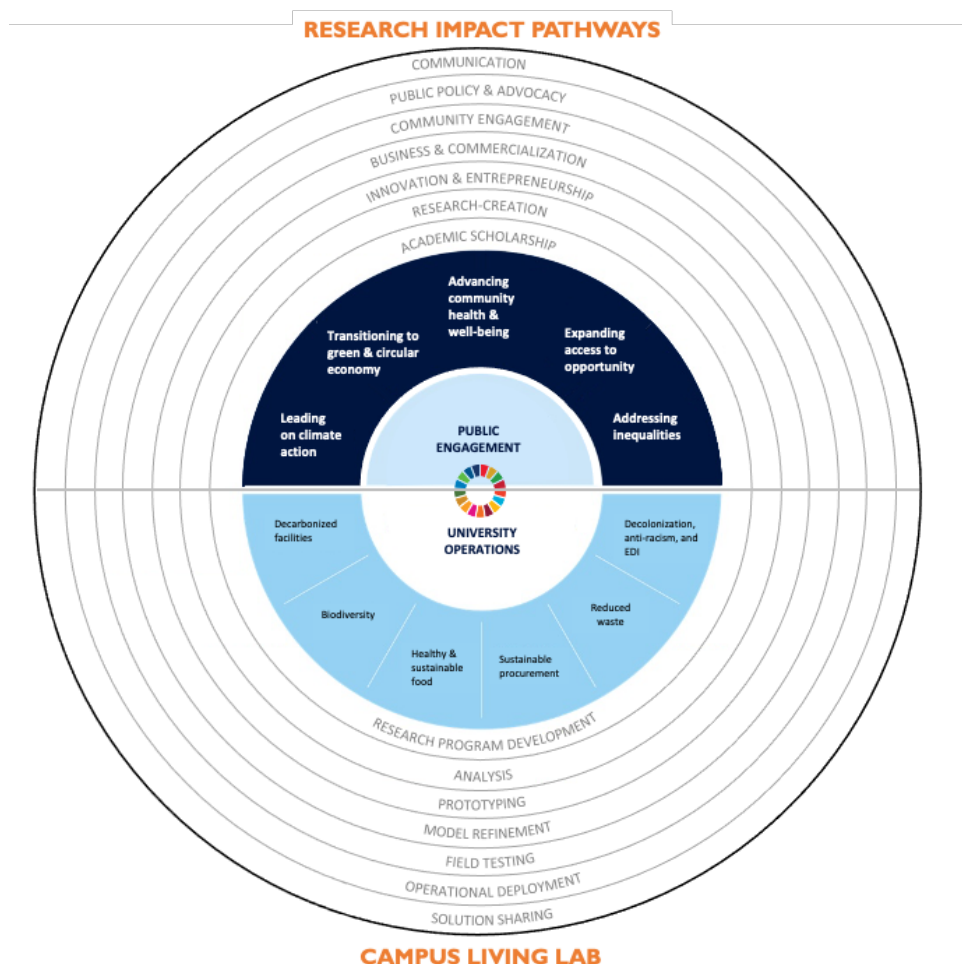 RESEARCH IMPACT PATHWAYS
COMMUNICATION
PUBLIC POLICY & ADVOCACY
COMMUNITY ENGAGEMENT
BUSINESS & COMMERCIALIZATION
INNOVATION & ENTREPRENEURSHIP
RESEARCH-CREATION
ACADEMIC SCHOLARSHIP
Leading
on climate
action
Transitioning to
green & circular
economy
Advancing
community
health &
well-being
Expanding
access to
opportunity
Addressing
inequalities
PUBLIC
ENGAGEMENT
UNIVERSITY
OPERATIONS
Decarbonized
facilities
Biodiversity
Healthy &
sustainable
food
Sustainable
procurement
Reduced
waste
Decolonization,
anti-racism, and
EDI
RESEARCH PROGRAM DEVELOPMENT
ANALYSIS
PROTOTYPING
MODEL REFINEMENT
FIELD TESTING
OPERATIONAL DEPLOYMENT
SOLUTION SHARING
CAMPUS LIVING LAB